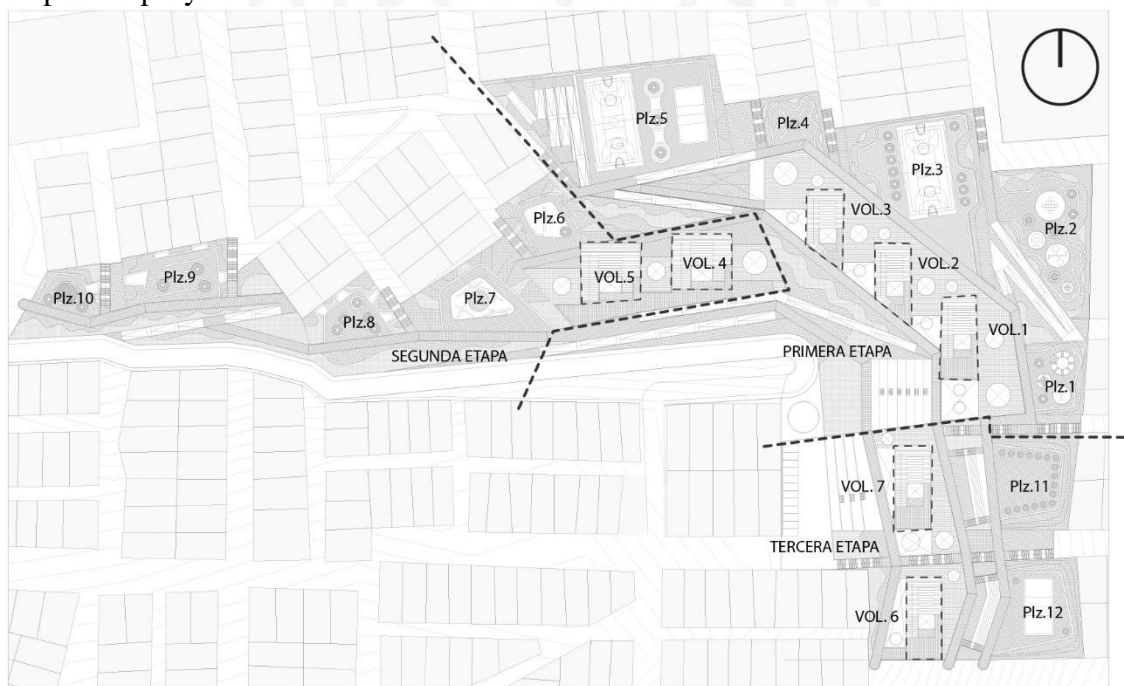 Plz.5
Plz.4
Plz.3
Plz.2
VOL.3
Plz.6
VOL.2
VOL.5
VOL. 4
Plz.10
Plz.9
Plz.7
Plz.8
VOL.1
SEGUNDA ETAPA
PRIMERA ETAPA
Plz.1
VOL. 7
Plz.11
TERCERA ETAPA
VOL. 6
Plz.12